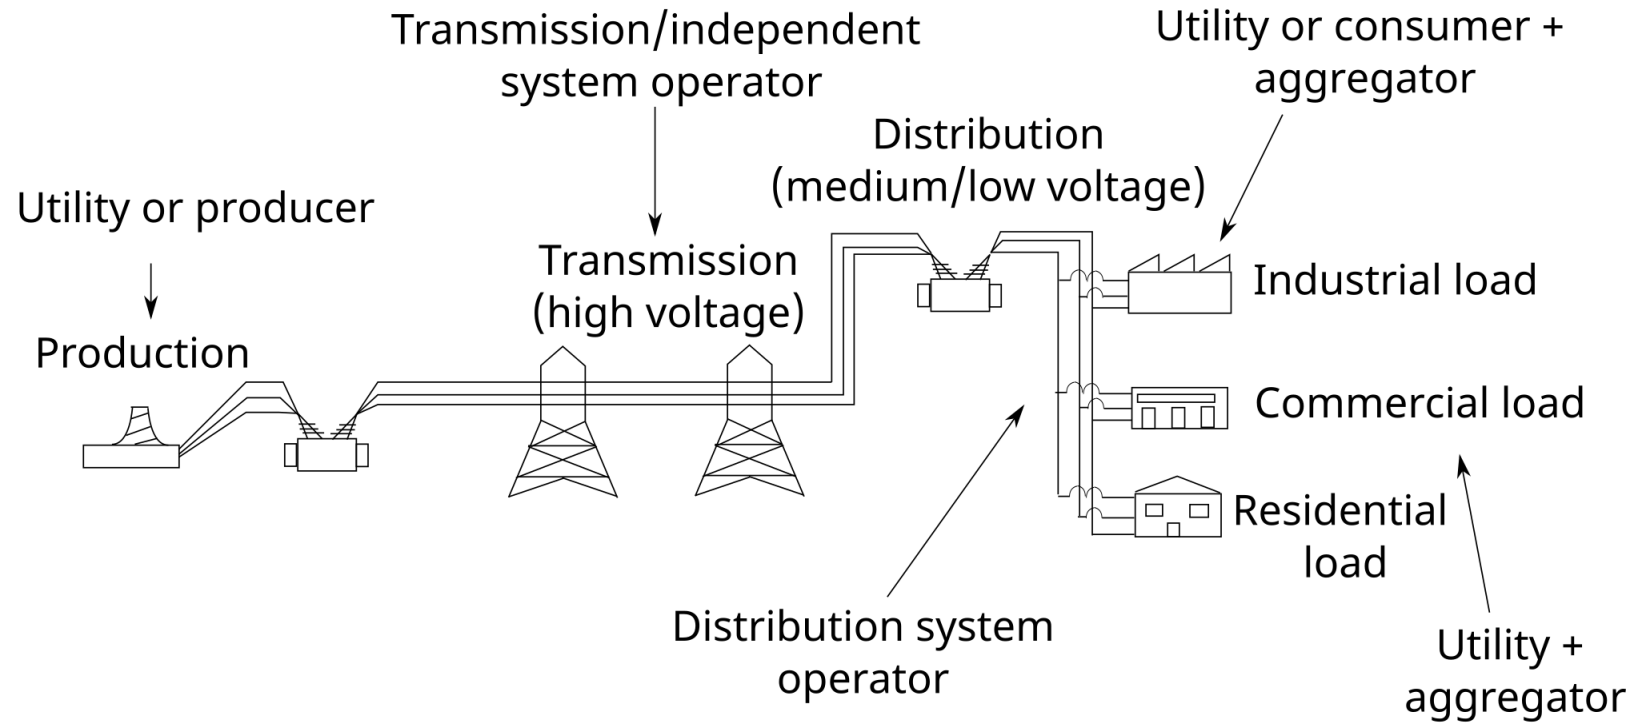 Transmission/independent
system operator
Utility or consumer +
aggregator
Distribution
(medium/low voltage)
Utility or producer
Transmission
(high voltage)
Production
Industrial load
Commercial load
Residential
load
Distribution system
operator
Utility +
aggregator